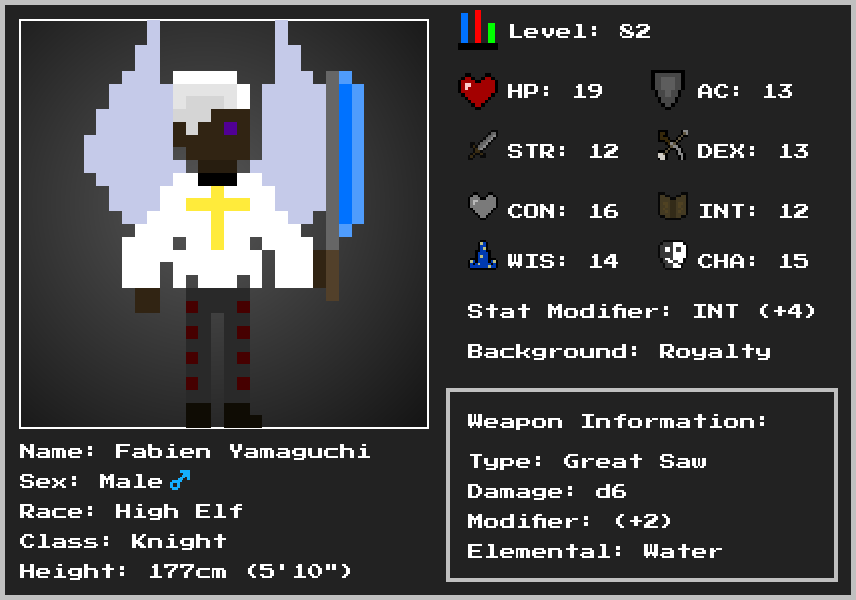 Level: 82
HP: 19
AC: 13
STR: 12
DEX: 13
CON: 16
INT: 12
WIS: 14
CHA: 15
Stat Modifier: INT (+4)
Background: Royalty
Weapon Information:
Type: Great Saw
Damage: d6
Modifier: (+2)
Elemental: Water
Name: Fabien Yamaguchi
Sex: Male♂
Race: High Elf
Class: Knight
Height: 177cm (5'10")